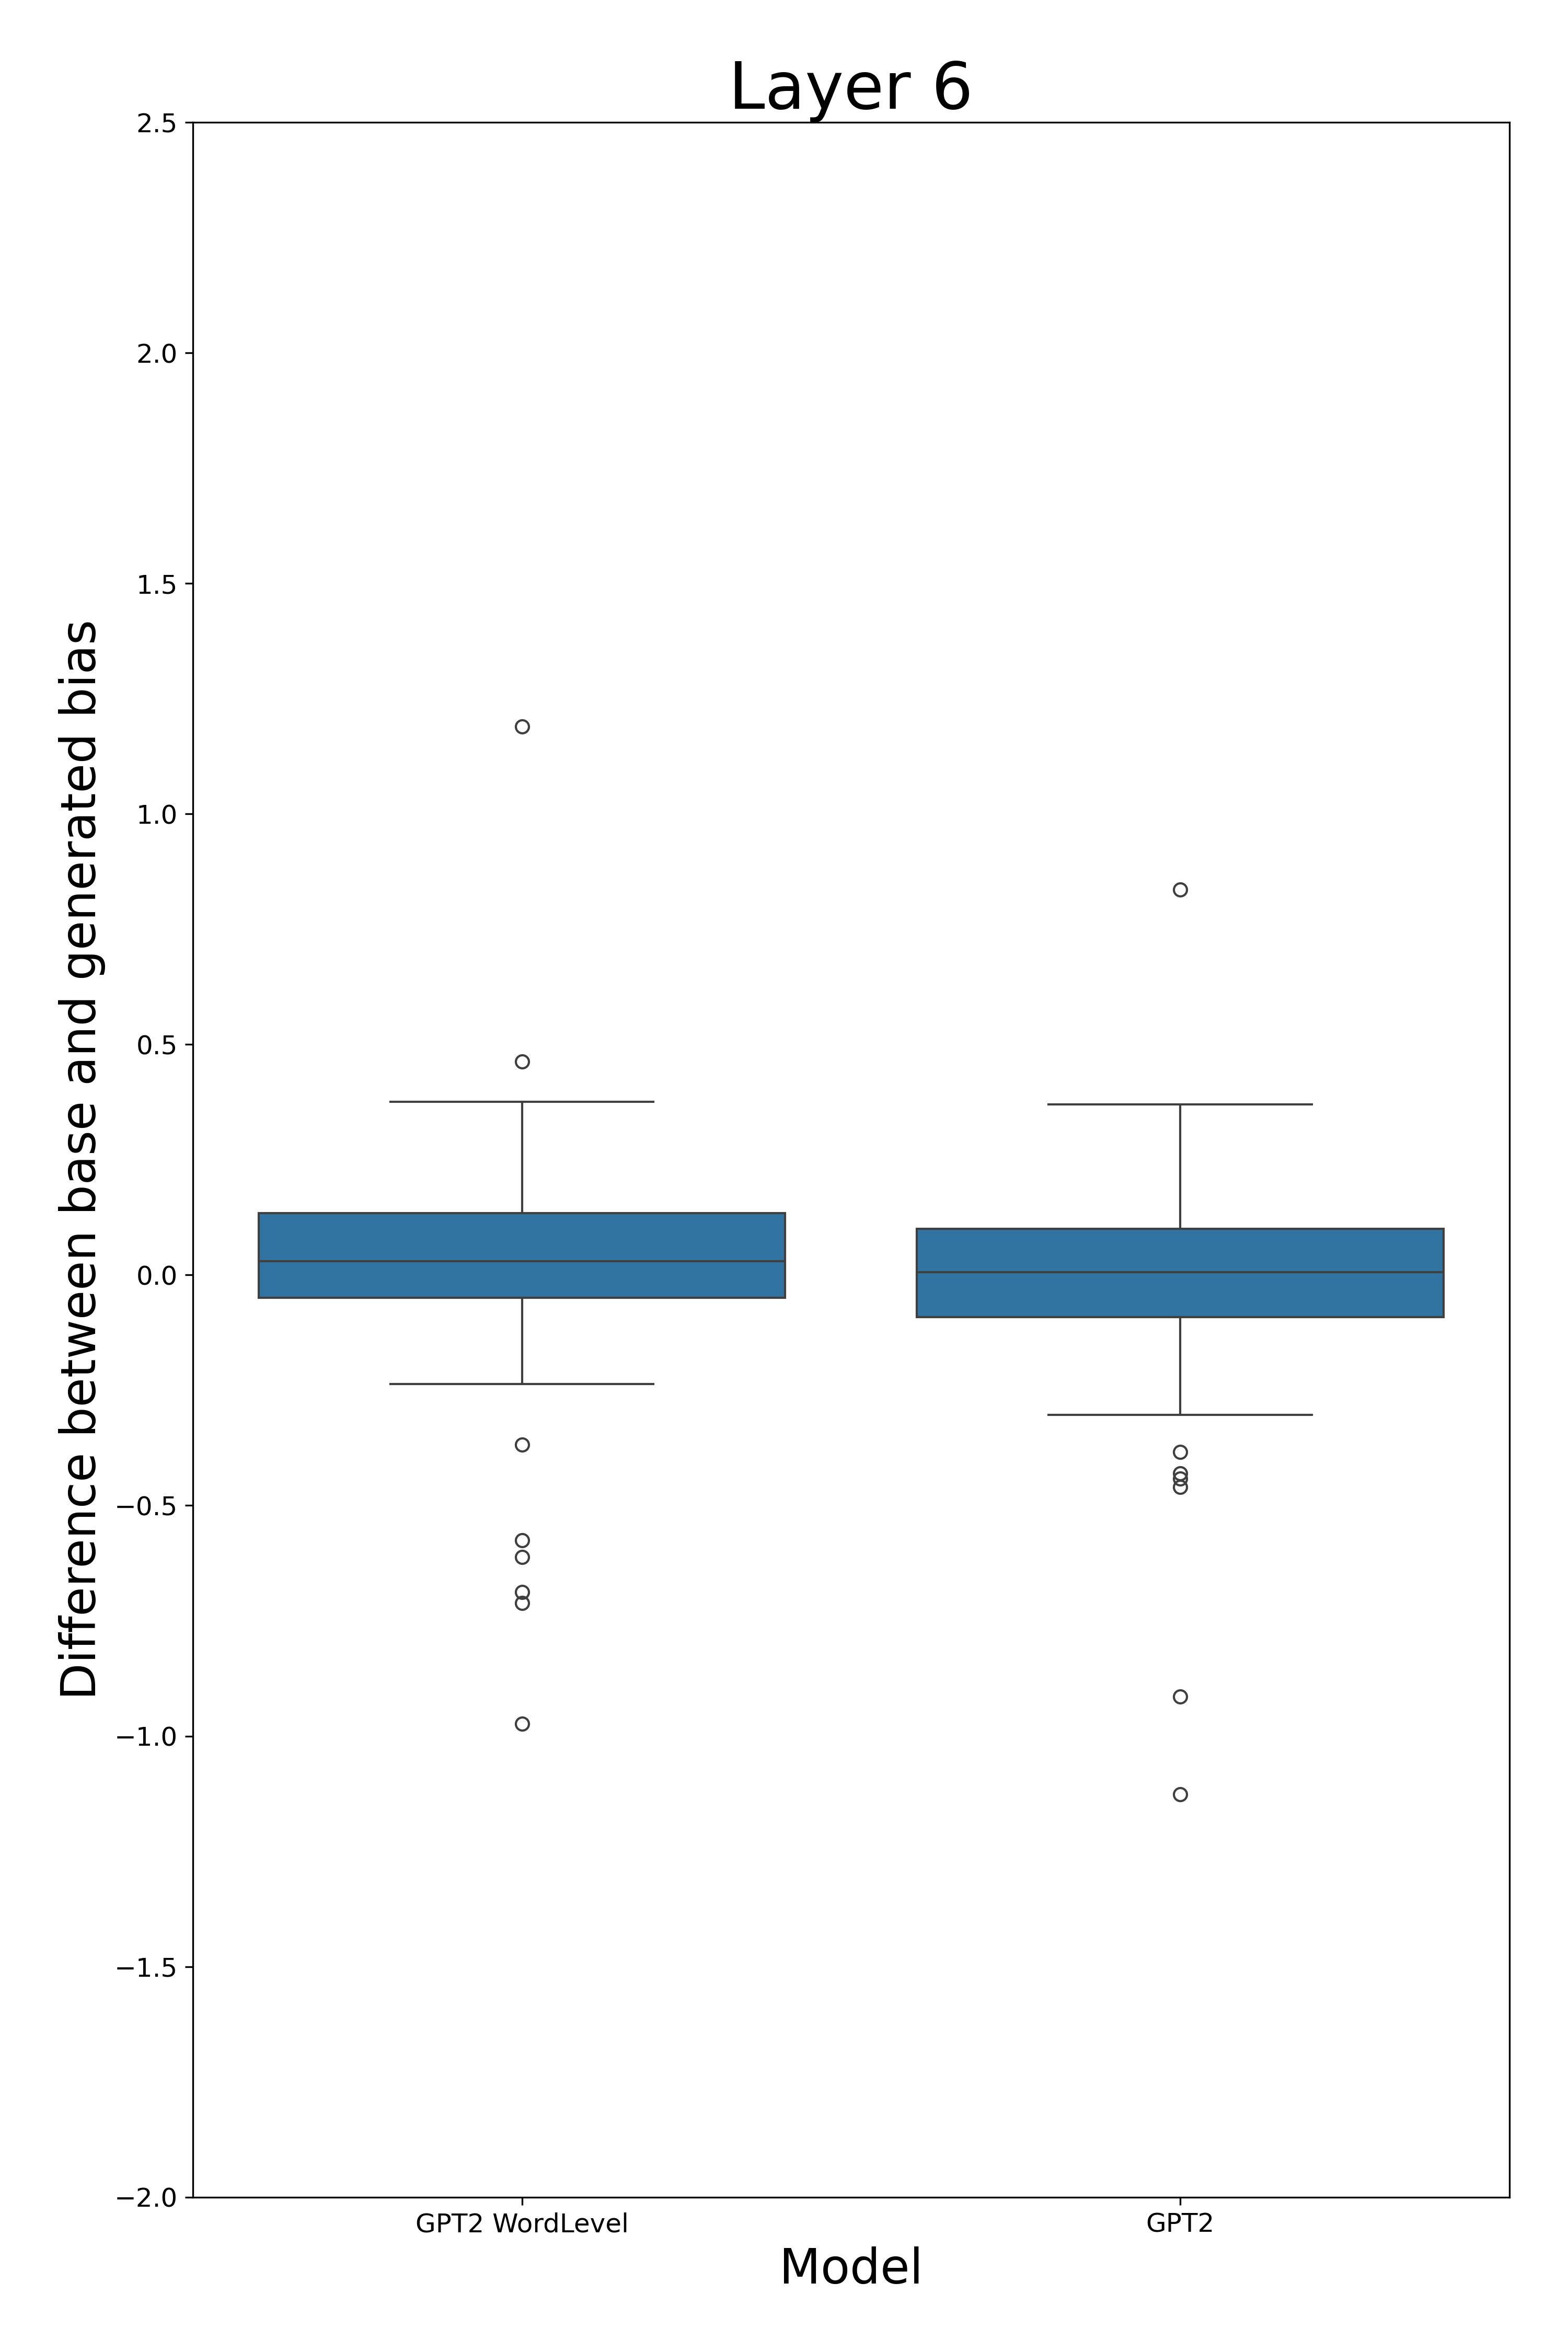 Layer 6
2.5
2.0
1.5
1.0
0.5
0.0
−0.5
−1.0
−1.5
−2.0
Difference between base and generated bias
GPT2 WordLevel
GPT2
Model